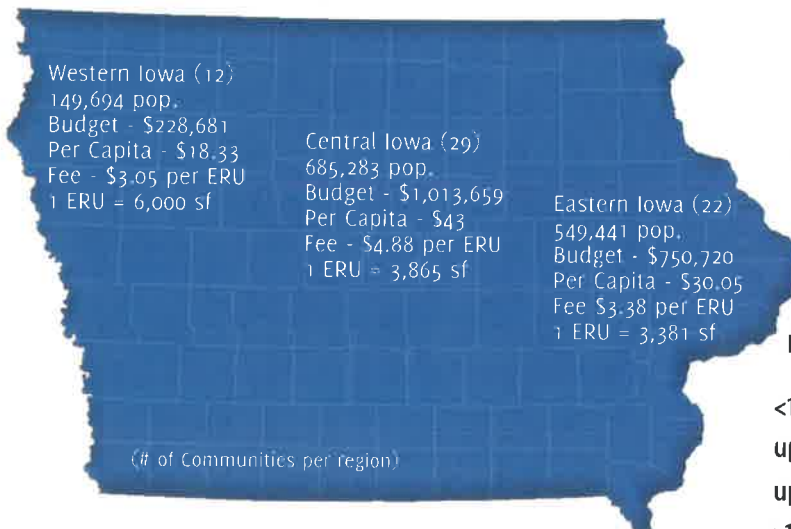 Western Iowa (12)
149,694 pop.
Budget - $228,681
Per Capita - $18.33
Fee - $3.05 per ERU
1 ERU = 6,000 sf
Central Iowa (29)
685,283 pop.
Budget - $1,013,659
Per Capita - $43
Fee - $4.88 per ERU
1 ERU = 3,865 sf
Eastern Iowa (22)
549,441 pop.
Budget - $750,720
Per Capita - $30.05
Fee $3.38 per ERU
1 ERU = 3,381 sf
(# of Communities per region)
up
up